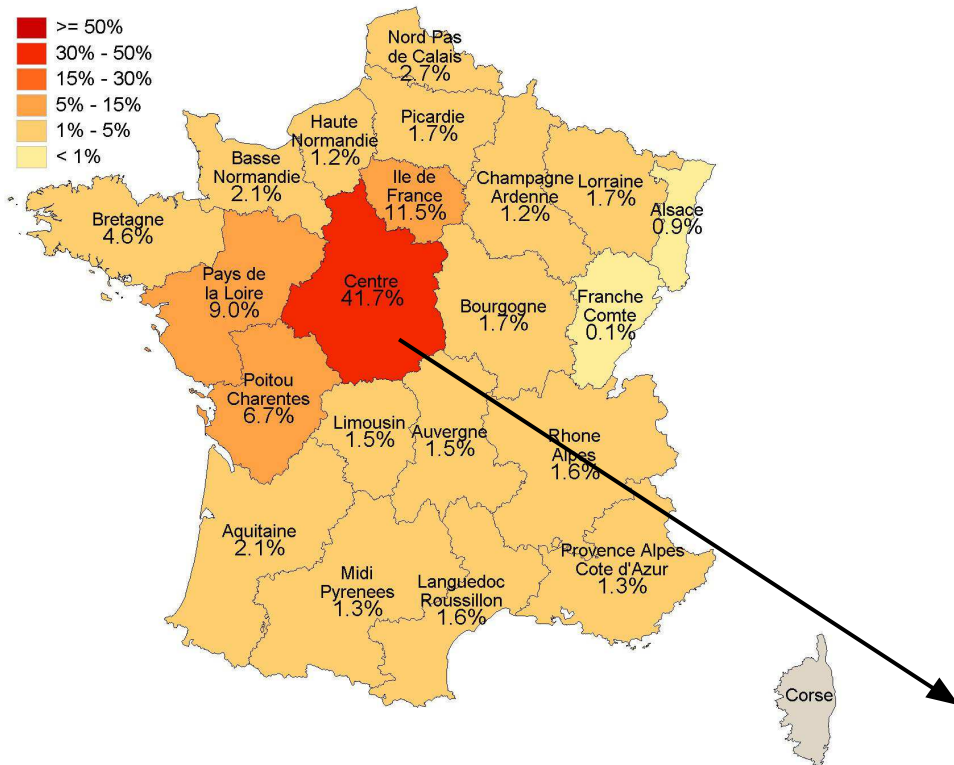 >= 50%
30% - 50%
15% - 30%
5% - 15%
1% - 5%
< 1%
Nord Pas
de Calais
2.7%
Picardie
1.7%
Haute
Normandie
1.2%
Basse
Normandie
2.1%
Ile de
France
11.5%
Champagne
Ardenne
1.2%
Lorraine
1.7%
Alsace
0.9%
Bretagne
4.6%
Pays de
la Loire
9.0%
Centre
41.7%
Bourgogne
1.7%
Franche
Comte
0.1%
Poitou
Charentes
6.7%
Limousin
1.5%
Auvergne
1.5%
Rhone
Alpes
1.6%
Aquitaine
2.1%
Midi
Pyrenees
1.3%
Languedoc
Roussillon
1.6%
Provence Alpes
Cote d'Azur
1.3%
Corse